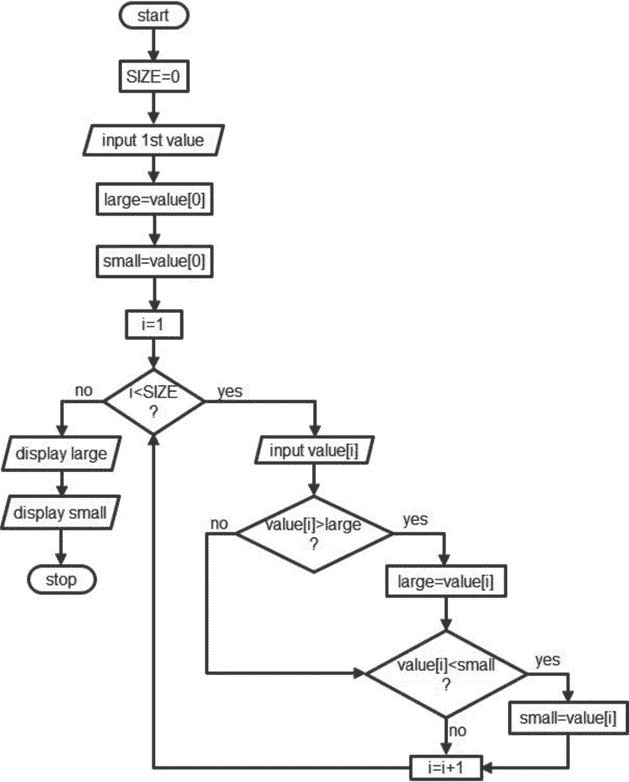 start
SIZE=0
input 1st value
large=value[0]
small=value[0]
i=1
i<SIZE
?
no
yes
display large
display small
stop
input value[i]
value[i]>large
?
no
yes
large=value[i]
value[i]<small
?
yes
no
small=value[i]
i=i+1